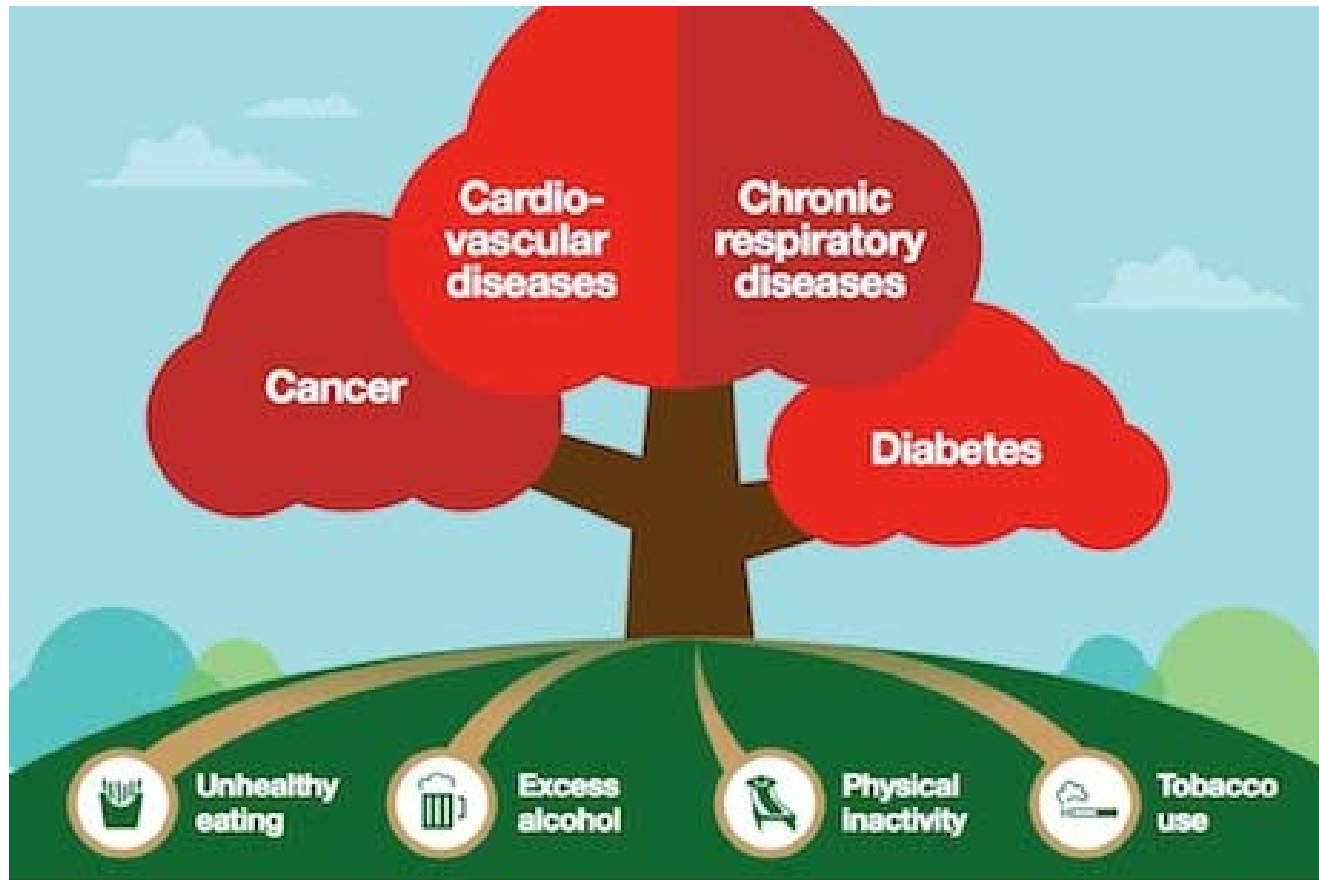 Cardio-
vascular
diseases
Chronic
respiratory
diseases
Cancer
Diabetes
Unhealthy
eating
Excess
alcohol
Physical
inactivity
Tobacco
use